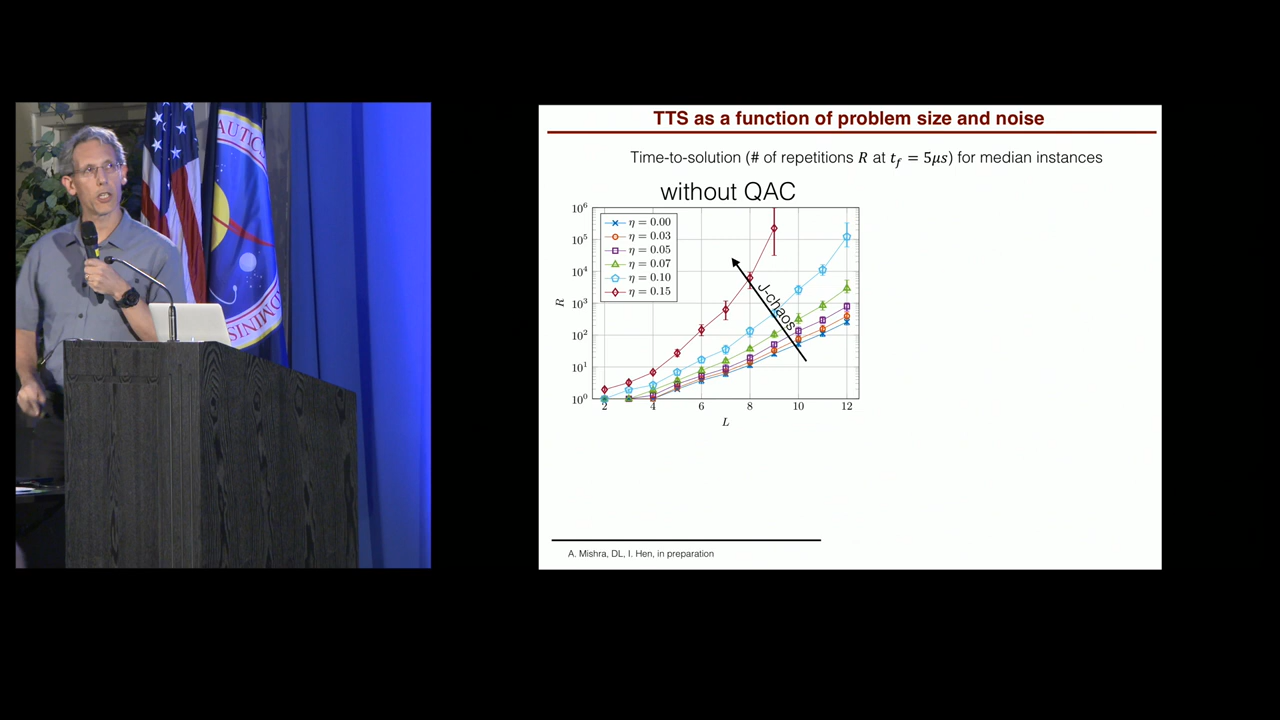 AUTIC
ADMINIS
TTS as a function of problem size and noise
Time-to-solution (# of repetitions R at t_f = 5μs) for median instances
without QAC
10^6
10^5
10^4
10^3
10^2
10^1
10^0
R
η = 0.00
η = 0.03
η = 0.05
η = 0.07
η = 0.10
η = 0.15
J-chaos
2 4 6 8 10 12
L
A. Mishra, DL, I. Hen, in preparation